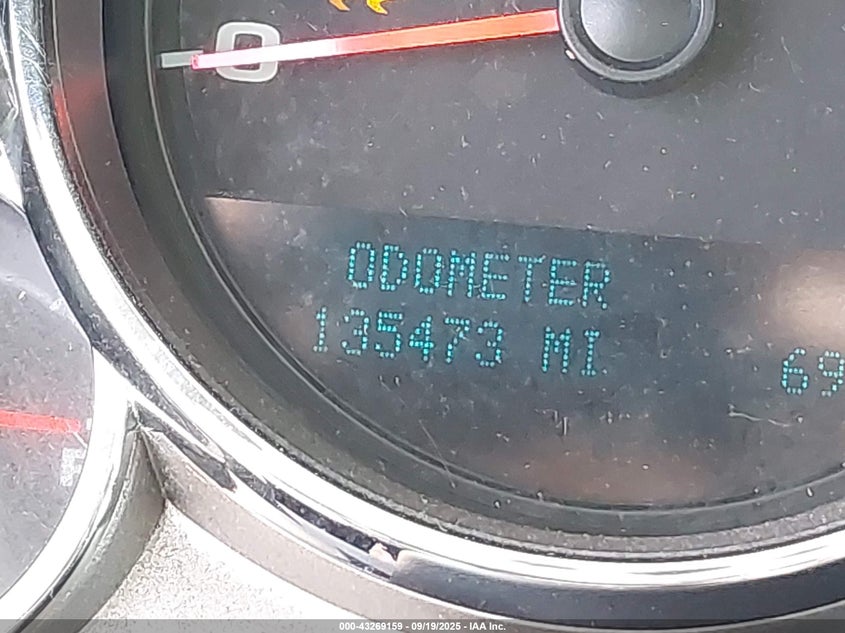 0
ODOMETER
135473 MI
69
000-43269159 - 09/19/2025 - IAA Inc.